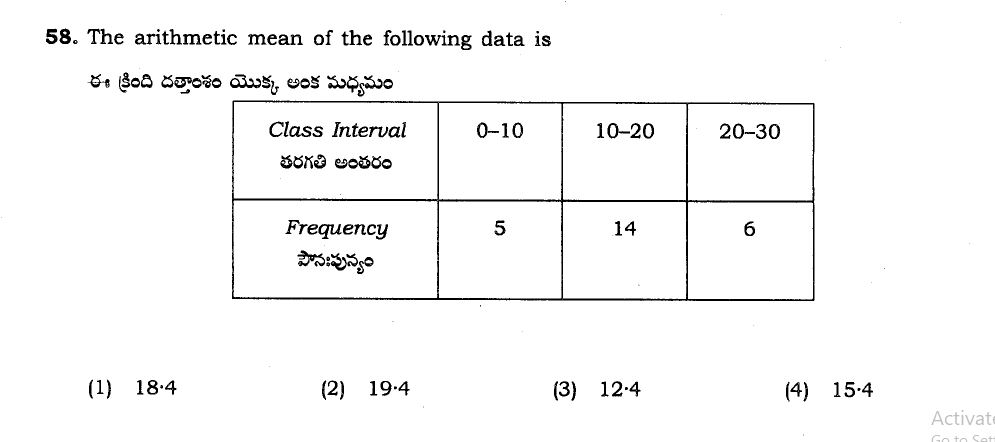 58. The arithmetic mean of the following data is
ఈ క్రింది దత్తాంశం యొక్క అంక మధ్యమం
Class Interval 0–10 10–20 20–30
తరగతి అంతరం
Frequency 5 14 6
పౌనఃపున్యం
(1) 18·4 (2) 19·4 (3) 12·4 (4) 15·4
Activate
Go to Set